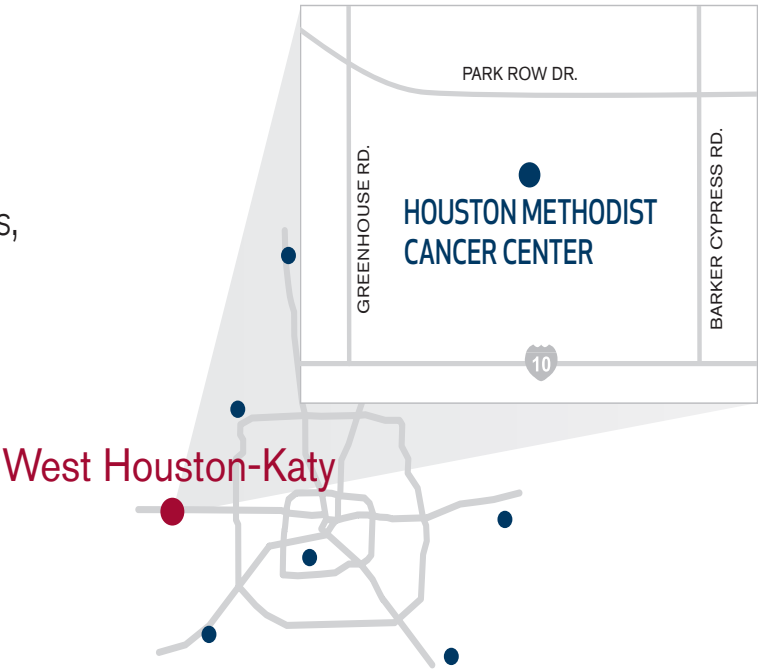 PARK ROW DR.
GREENHOUSE RD.
BARKER CYPRESS RD.
HOUSTON METHODIST
CANCER CENTER
10
s,
West Houston-Katy